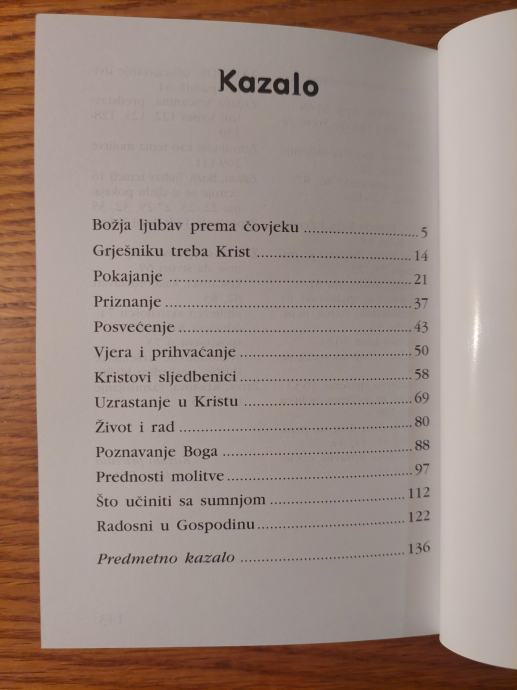 Kazalo
Božja ljubav prema čovjeku ........................ 5
Grješniku treba Krist ................................. 14
Pokajanje .................................................. 21
Priznanje ................................................... 37
Posvećenje ................................................ 43
Vjera i prihvaćanje .................................... 50
Kristovi sljedbenici .................................... 58
Uzrastanje u Kristu .................................... 69
Život i rad ................................................. 80
Poznavanje Boga ....................................... 88
Prednosti molitve ...................................... 97
Što učiniti sa sumnjom ............................. 112
Radosni u Gospodinu ............................... 122
Predmetno kazalo .................................... 136